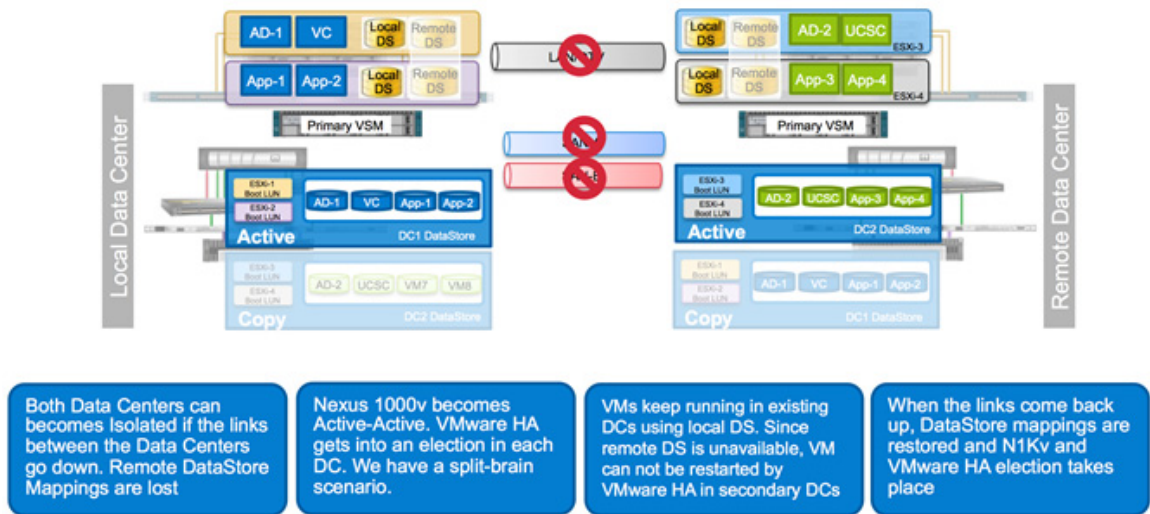 AD-1 VC Local DS Remote DS
App-1 App-2 Local DS Remote DS
Primary VSM
Local DS Remote DS AD-2 UCSC
ESXi-3
Local DS Remote DS App-3 App-4
ESXi-4
Primary VSM
Local Data Center
Remote Data Center
ESXi-1
Boot LUN
ESXi-2
Boot LUN
AD-1 VC App-1 App-2
Active
DC1 DataStore
ESXi-3
Boot LUN
ESXi-4
Boot LUN
AD-2 UCSC VM7 VM8
Copy
DC2 DataStore
ESXi-3
Boot LUN
ESXi-4
Boot LUN
AD-2 UCSC App-3 App-4
Active
DC2 DataStore
ESXi-1
Boot LUN
ESXi-2
Boot LUN
AD-1 VC App-1 App-2
Copy
DC1 DataStore
Both Data Centers can
becomes Isolated if the links
between the Data Centers
go down. Remote DataStore
Mappings are lost
Nexus 1000v becomes
Active-Active. VMware HA
gets into an election in each
DC. We have a split-brain
scenario.
VMs keep running in existing
DCs using local DS. Since
remote DS is unavailable, VM
can not be restarted by
VMware HA in secondary DCs
When the links come back
up, DataStore mappings are
restored and N1Kv and
VMware HA election takes
place